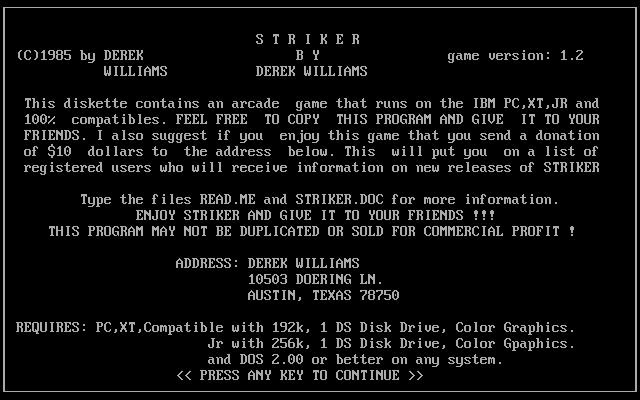 S T R I K E R
(C)1985 by DEREK B Y game version: 1.2
WILLIAMS DEREK WILLIAMS
This diskette contains an arcade game that runs on the IBM PC,XT,JR and
100% compatibles. FEEL FREE TO COPY THIS PROGRAM AND GIVE IT TO YOUR
FRIENDS. I also suggest if you enjoy this game that you send a donation
of $10 dollars to the address below. This will put you on a list of
registered users who will receive information on new releases of STRIKER
Type the files READ.ME and STRIKER.DOC for more information.
ENJOY STRIKER AND GIVE IT TO YOUR FRIENDS !!!
THIS PROGRAM MAY NOT BE DUPLICATED OR SOLD FOR COMMERCIAL PROFIT !
ADDRESS: DEREK WILLIAMS
10503 DOERING LN.
AUSTIN, TEXAS 78750
REQUIRES: PC,XT,Compatible with 192k, 1 DS Disk Drive, Color Graphics.
Jr with 256k, 1 DS Disk Drive, Color Gpaphics.
and DOS 2.00 or better on any system.
<< PRESS ANY KEY TO CONTINUE >>